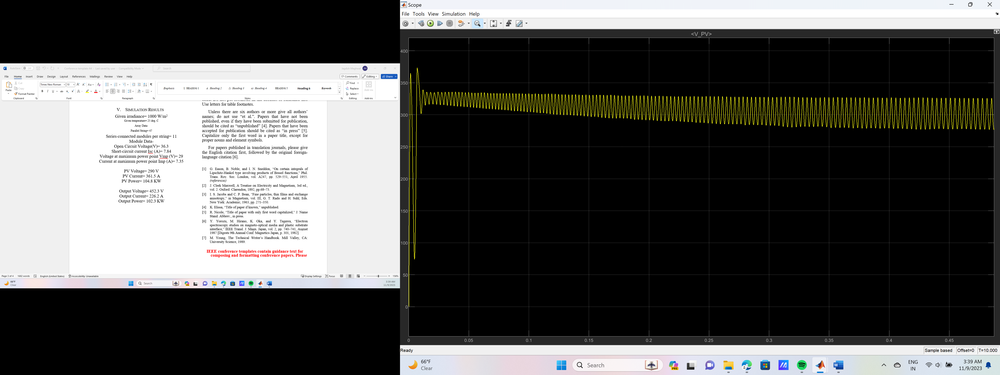 AutoSave Off Conference-template-A4 - Last saved by user - Compatibility Mode Search Jagdish Meghwal JM
File Home Insert Draw Design Layout References Mailings Review View Help Comments Editing Share
Paste Cut Copy Format Painter
Times New Roman 10
Emphasis I. HEADING 1 A. Heading 2 1) Heading 3 a) Heading 4 HEADING 5 Heading 6 Keywords
Find Replace Select Add-ins
Clipboard Font Paragraph Styles Editing Add-ins
V. SIMULATION RESULTS
Given irradiance= 1000 W/m2
Given temperature= 25 deg. C
Array Data-
Parallel String= 47
Series-connected modules per string= 11
Module Data-
Open Circuit Voltage(V)= 36.3
Short-circuit current Isc (A)= 7.84
Voltage at maximum power point Vmp (V)= 29
Current at maximum power point Imp (A)= 7.35
PV Voltage= 290 V
PV Current= 361.5 A
PV Power= 104.8 KW
Output Voltage= 452.3 V
Output Current= 226.2 A
Output Power= 102.3 KW
Use letters for table footnotes.
Unless there are six authors or more give all authors’
names; do not use “et al.”. Papers that have not been
published, even if they have been submitted for publication,
should be cited as “unpublished” [4]. Papers that have been
accepted for publication should be cited as “in press” [5].
Capitalize only the first word in a paper title, except for
proper nouns and element symbols.
For papers published in translation journals, please give
the English citation first, followed by the original foreign-
language citation [6].
[1] G. Eason, B. Noble, and I. N. Sneddon, “On certain integrals of
Lipschitz-Hankel type involving products of Bessel functions,” Phil.
Trans. Roy. Soc. London, vol. A247, pp. 529–551, April 1955.
(references)
[2] J. Clerk Maxwell, A Treatise on Electricity and Magnetism, 3rd ed.,
vol. 2. Oxford: Clarendon, 1892, pp.68–73.
[3] I. S. Jacobs and C. P. Bean, “Fine particles, thin films and exchange
anisotropy,” in Magnetism, vol. III, G. T. Rado and H. Suhl, Eds.
New York: Academic, 1963, pp. 271–350.
[4] K. Elissa, “Title of paper if known,” unpublished.
[5] R. Nicole, “Title of paper with only first word capitalized,” J. Name
Stand. Abbrev., in press.
[6] Y. Yorozu, M. Hirano, K. Oka, and Y. Tagawa, “Electron
spectroscopy studies on magneto-optical media and plastic substrate
interface,” IEEE Transl. J. Magn. Japan, vol. 2, pp. 740–741, August
1987 [Digests 9th Annual Conf. Magnetics Japan, p. 301, 1982].
[7] M. Young, The Technical Writer’s Handbook. Mill Valley, CA:
University Science, 1989.
IEEE conference templates contain guidance text for
composing and formatting conference papers. Please
Page 3 of 4 1682 words English (United States) Accessibility: Unavailable Display Settings Focus 156%
66°F Clear Search 3:39 AM 11/9/2023
Scope
File Tools View Simulation Help
<V_PV>
400
350
300
250
200
150
100
50
0
0 0.05 0.1 0.15 0.2 0.25 0.3 0.35 0.4 0.45
Ready Sample based Offset=0 T=10.000
66°F Clear Search PRE ENG IN 3:39 AM 11/9/2023